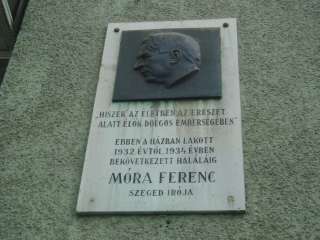 "HISZEK AZ ÉLETBEN, AZ ERESZET
ALATT ÉLŐK DOLGOS EMBERSÉGÉBEN"
EBBEN A HÁZBAN LAKOTT
1932 ÉVTŐL 1934 ÉVBEN
BEKÖVETKEZETT HALÁLÁIG
MÓRA FERENC
SZEGED ÍRÓJA